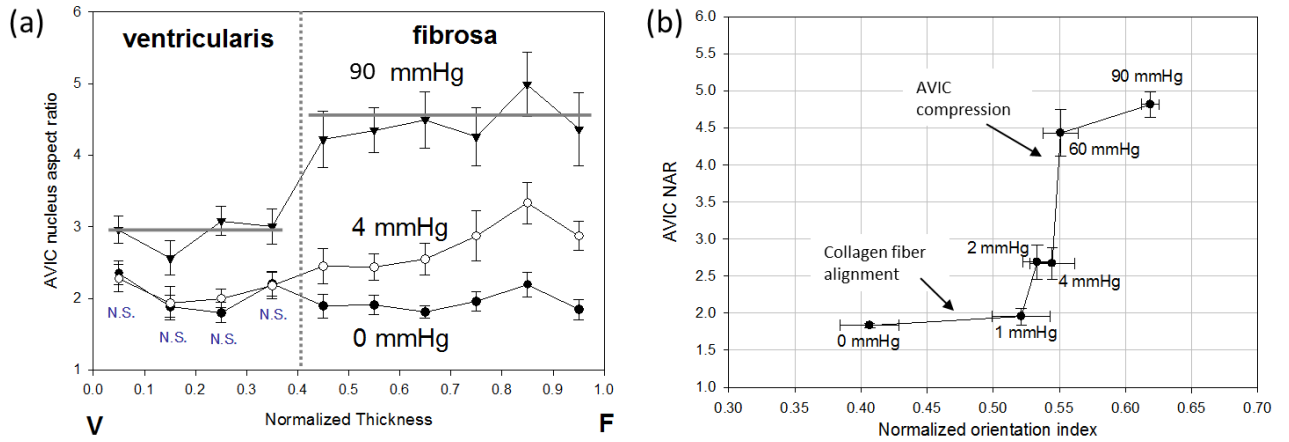 (a)
ventricularis
fibrosa
90 mmHg
4 mmHg
0 mmHg
N.S.
N.S.
N.S.
N.S.
AVIC nucleus aspect ratio
6
5
4
3
2
1
0.0 0.1 0.2 0.3 0.4 0.5 0.6 0.7 0.8 0.9 1.0
V
Normalized Thickness
F
(b)
AVIC NAR
6.0
5.5
5.0
4.5
4.0
3.5
3.0
2.5
2.0
1.5
1.0
90 mmHg
AVIC
compression
60 mmHg
2 mmHg
4 mmHg
Collagen fiber
alignment
0 mmHg
1 mmHg
0.30 0.35 0.40 0.45 0.50 0.55 0.60 0.65 0.70
Normalized orientation index